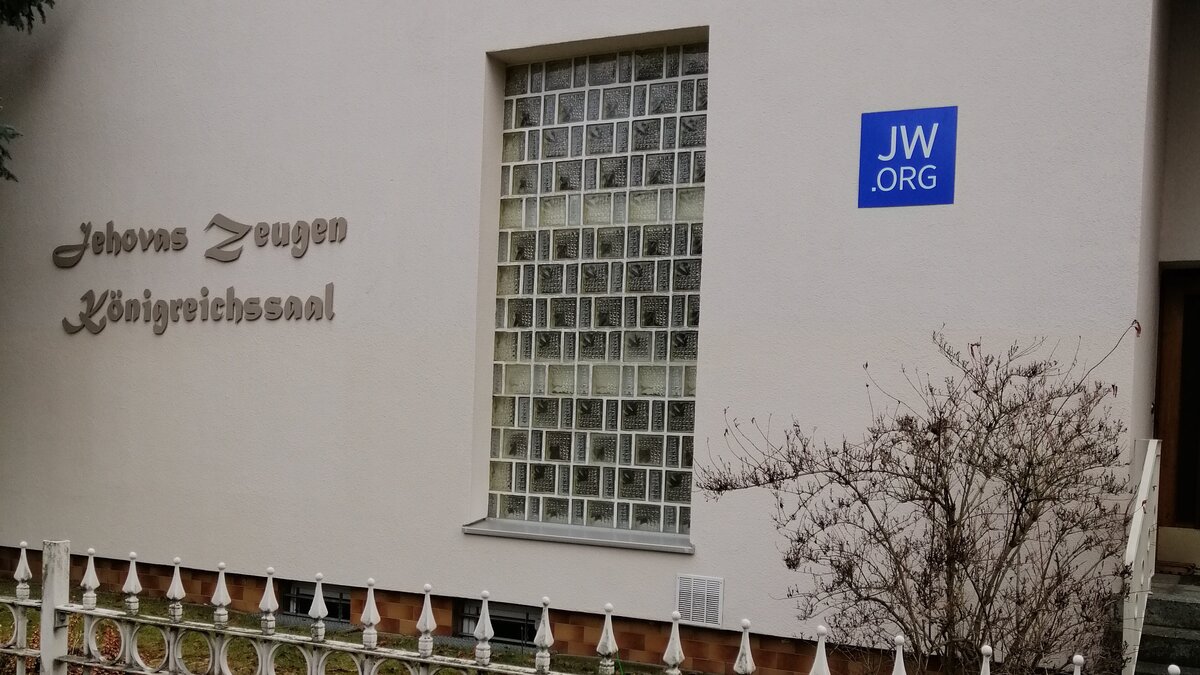 Jehovas Zeugen
Königreichssaal
JW
.ORG